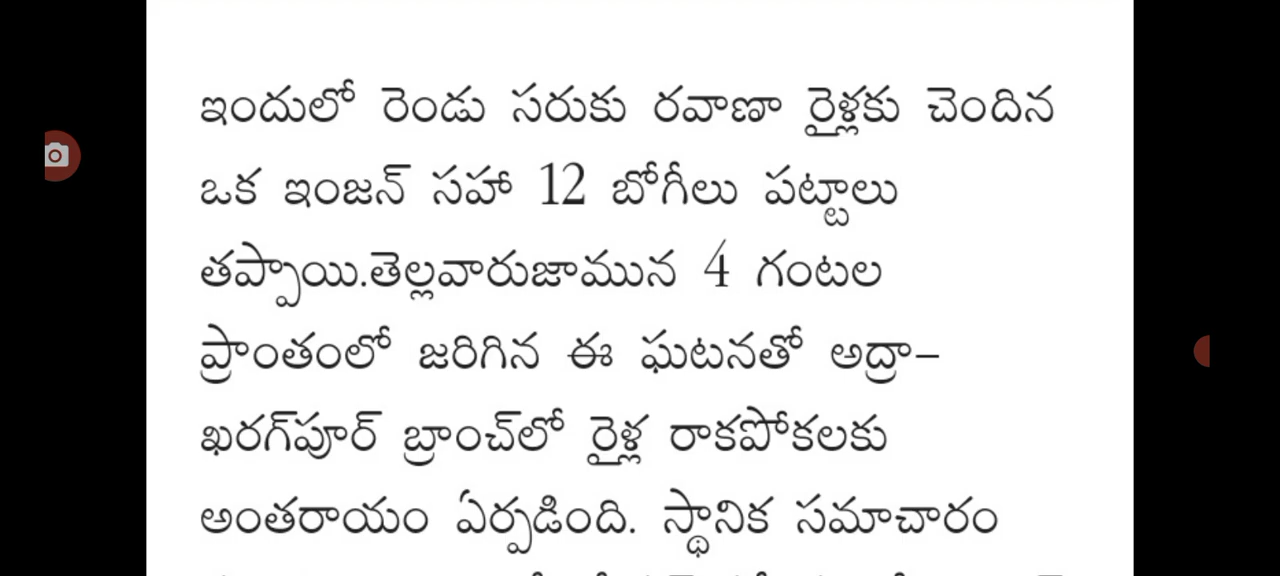 ఇందులో రెండు సరుకు రవాణా రైళ్లకు చెందిన
ఒక ఇంజన్ సహా 12 బోగీలు పట్టాలు
తప్పాయి.తెల్లవారుజామున 4 గంటల
ప్రాంతంలో జరిగిన ఈ ఘటనతో అద్రా–
ఖరగ్‌పూర్ బ్రాంచ్‌లో రైళ్ల రాకపోకలకు
అంతరాయం ఏర్పడింది. స్థానిక సమాచారం